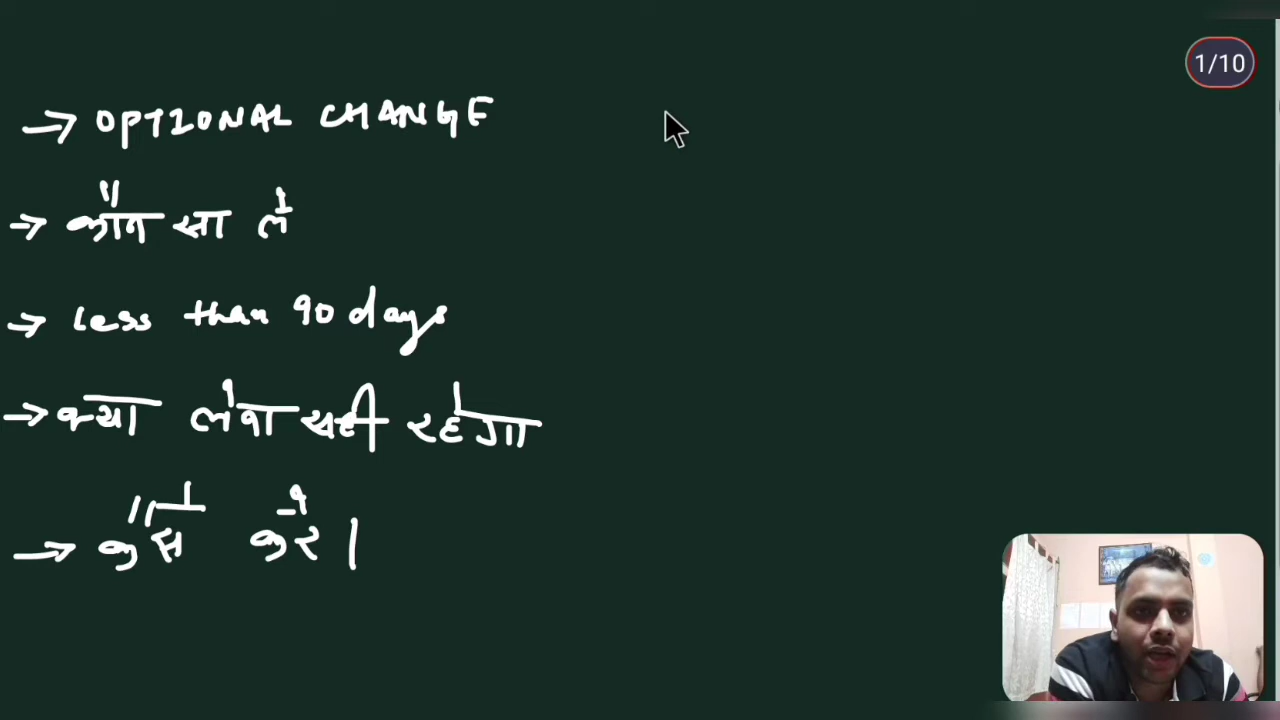 1/10
→ OPTIONAL CHANGE
→ कौन सा लें
→ Less than 90 days
→ क्या लेना सही रहेगा
→ कैसे करें |